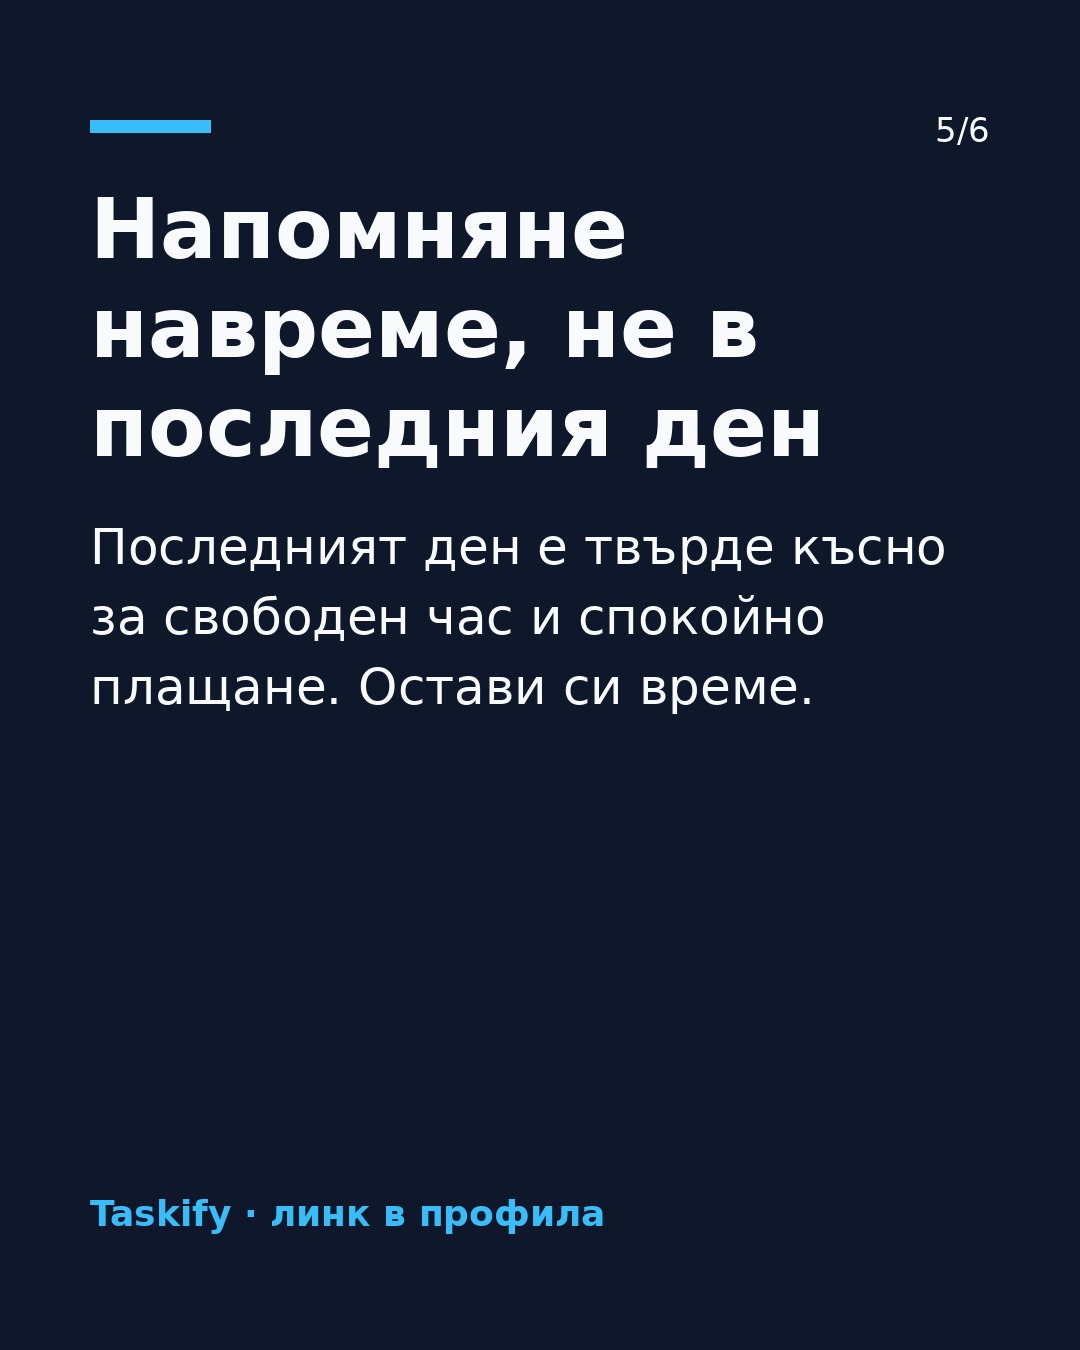 5/6
Напомняне
навреме, не в
последния ден
Последният ден е твърде късно
за свободен час и спокойно
плащане. Остави си време.
Taskify · линк в профила